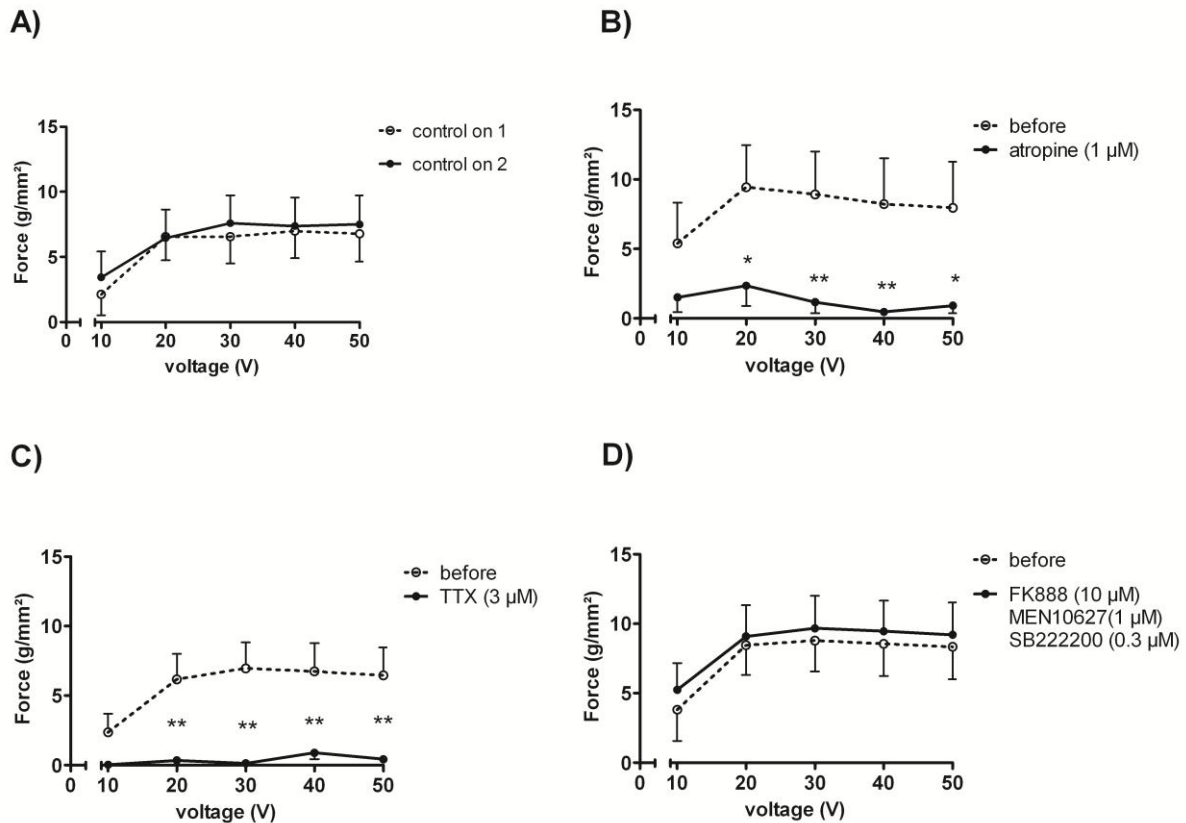 A)
Force (g/mm²)
15
10
5
0
0 10 20 30 40 50
voltage (V)
control on 1
control on 2
B)
Force (g/mm²)
15
10
5
0
* ** ** *
0 10 20 30 40 50
voltage (V)
before
atropine (1 µM)
C)
Force (g/mm²)
15
10
5
0
** ** ** **
0 10 20 30 40 50
voltage (V)
before
TTX (3 µM)
D)
Force (g/mm²)
15
10
5
0
0 10 20 30 40 50
voltage (V)
before
FK888 (10 µM)
MEN10627(1 µM)
SB222200 (0.3 µM)